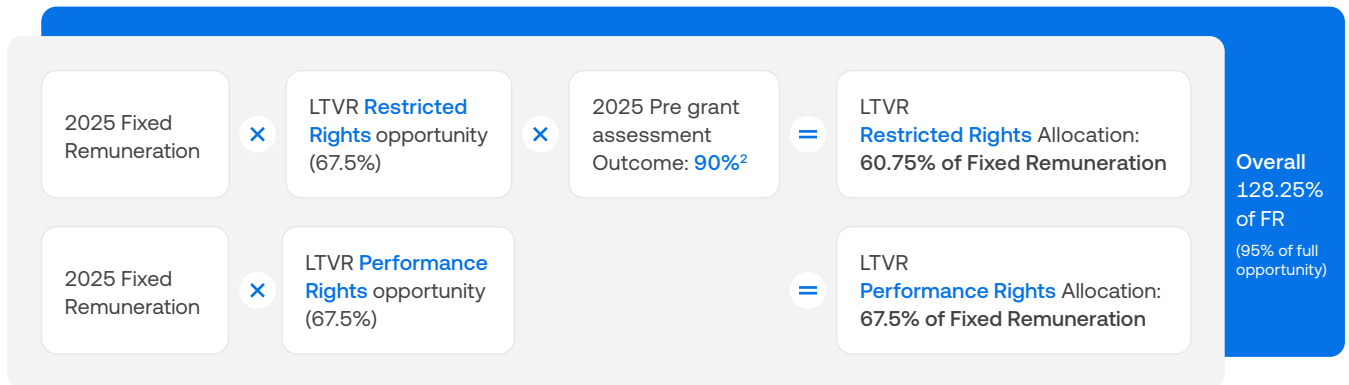 2025 Fixed
Remuneration
×
LTVR Restricted
Rights opportunity
(67.5%)
×
2025 Pre grant
assessment
Outcome: 90%²
=
LTVR
Restricted Rights Allocation:
60.75% of Fixed Remuneration
2025 Fixed
Remuneration
×
LTVR Performance
Rights opportunity
(67.5%)
=
LTVR
Performance Rights Allocation:
67.5% of Fixed Remuneration
Overall
128.25%
of FR
(95% of full
opportunity)